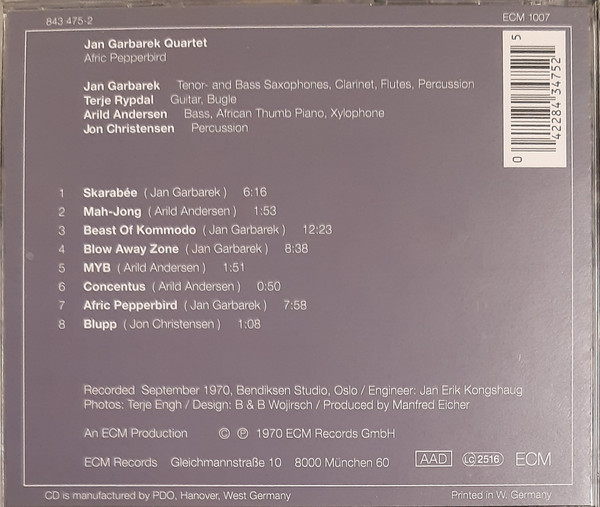 843 475-2 ECM 1007
Jan Garbarek Quartet
Afric Pepperbird
Jan Garbarek Tenor- and Bass Saxophones, Clarinet, Flutes, Percussion
Terje Rypdal Guitar, Bugle
Arild Andersen Bass, African Thumb Piano, Xylophone
Jon Christensen Percussion
0 42284 34752 5
1 Skarabée ( Jan Garbarek ) 6:16
2 Mah-Jong ( Arild Andersen ) 1:53
3 Beast Of Kommodo ( Jan Garbarek ) 12:23
4 Blow Away Zone ( Jan Garbarek ) 8:38
5 MYB ( Arild Andersen ) 1:51
6 Concentus ( Arild Andersen ) 0:50
7 Afric Pepperbird ( Jan Garbarek ) 7:58
8 Blupp ( Jon Christensen ) 1:08
Recorded September 1970, Bendiksen Studio, Oslo / Engineer: Jan Erik Kongshaug
Photos: Terje Engh / Design: B & B Wojirsch / Produced by Manfred Eicher
An ECM Production © ℗ 1970 ECM Records GmbH
ECM Records Gleichmannstraße 10 8000 München 60 AAD LC 2516 ECM
CD is manufactured by PDO, Hanover, West Germany Printed in W. Germany